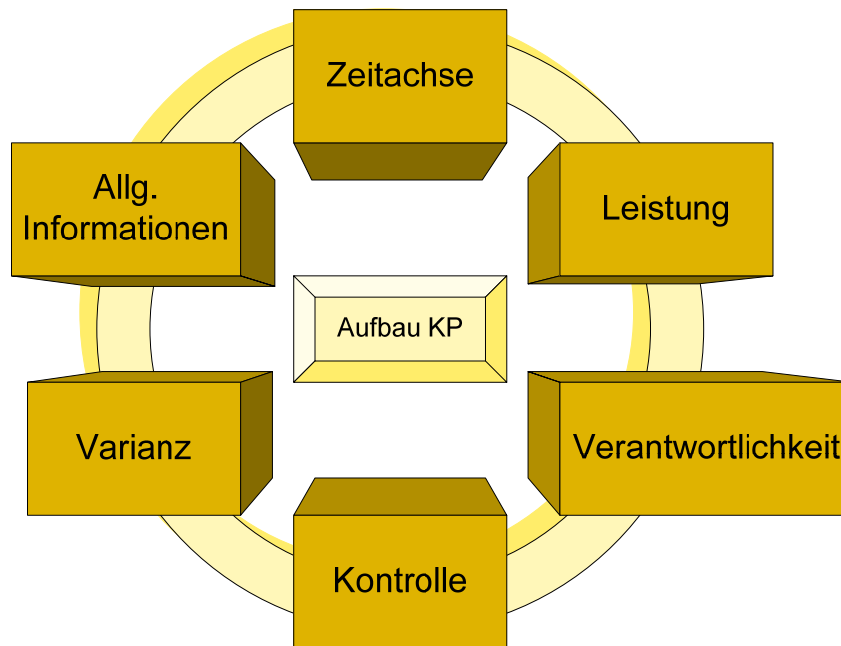 Zeitachse
Allg.
Informationen
Leistung
Aufbau KP
Varianz
Verantwortlichkeit
Kontrolle